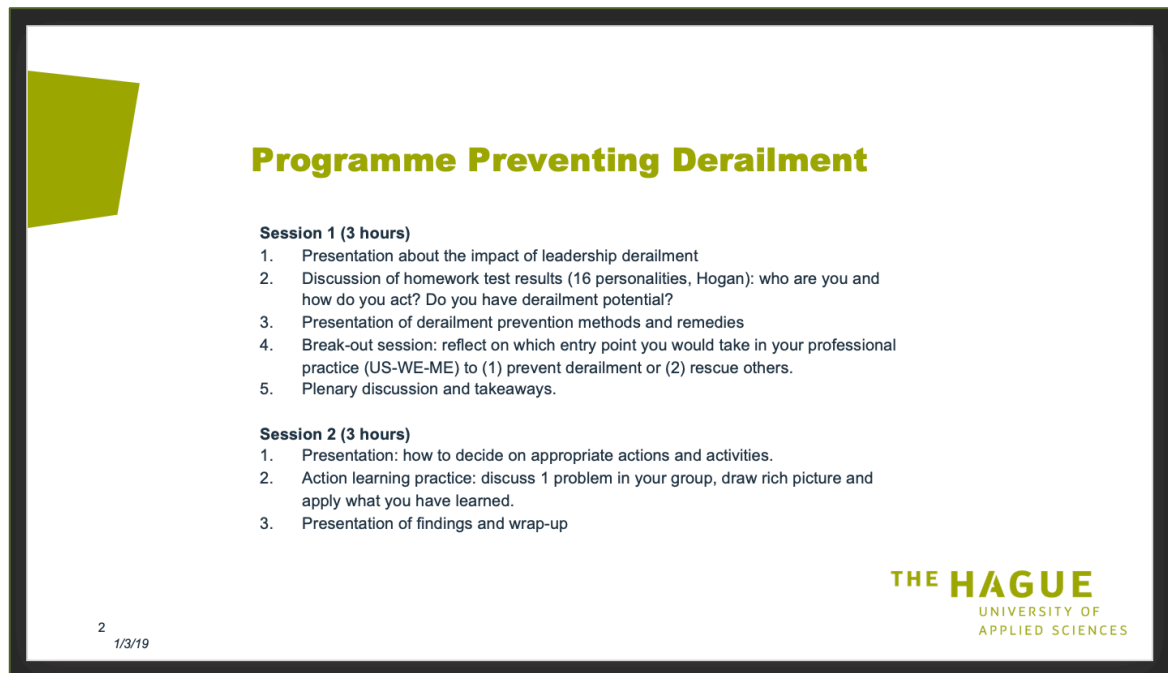 Programme Preventing Derailment
Session 1 (3 hours)
1. Presentation about the impact of leadership derailment
2. Discussion of homework test results (16 personalities, Hogan): who are you and
how do you act? Do you have derailment potential?
3. Presentation of derailment prevention methods and remedies
4. Break-out session: reflect on which entry point you would take in your professional
practice (US-WE-ME) to (1) prevent derailment or (2) rescue others.
5. Plenary discussion and takeaways.
Session 2 (3 hours)
1. Presentation: how to decide on appropriate actions and activities.
2. Action learning practice: discuss 1 problem in your group, draw rich picture and
apply what you have learned.
3. Presentation of findings and wrap-up
THE HAGUE
UNIVERSITY OF
APPLIED SCIENCES
2
1/3/19